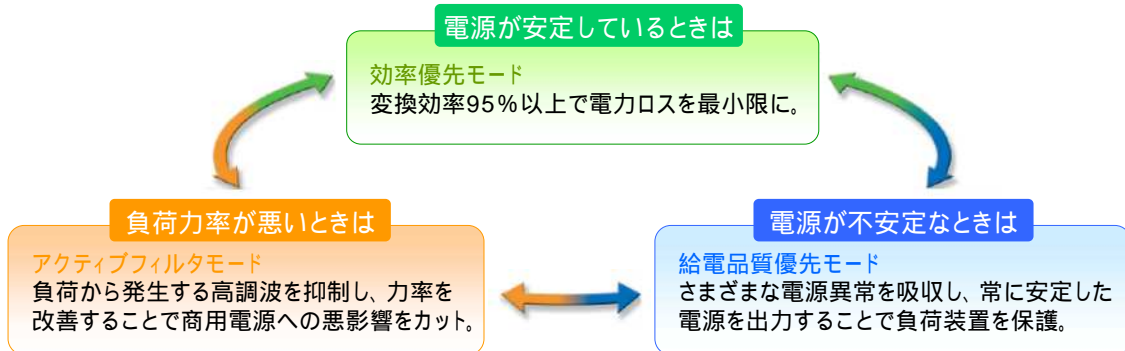 電源が安定しているときは
効率優先モード
変換効率95%以上で電力ロスを最小限に。
負荷力率が悪いときは
アクティブフィルタモード
負荷から発生する高調波を抑制し、力率を
改善することで商用電源への悪影響をカット。
電源が不安定なときは
給電品質優先モード
さまざまな電源異常を吸収し、常に安定した
電源を出力することで負荷装置を保護。